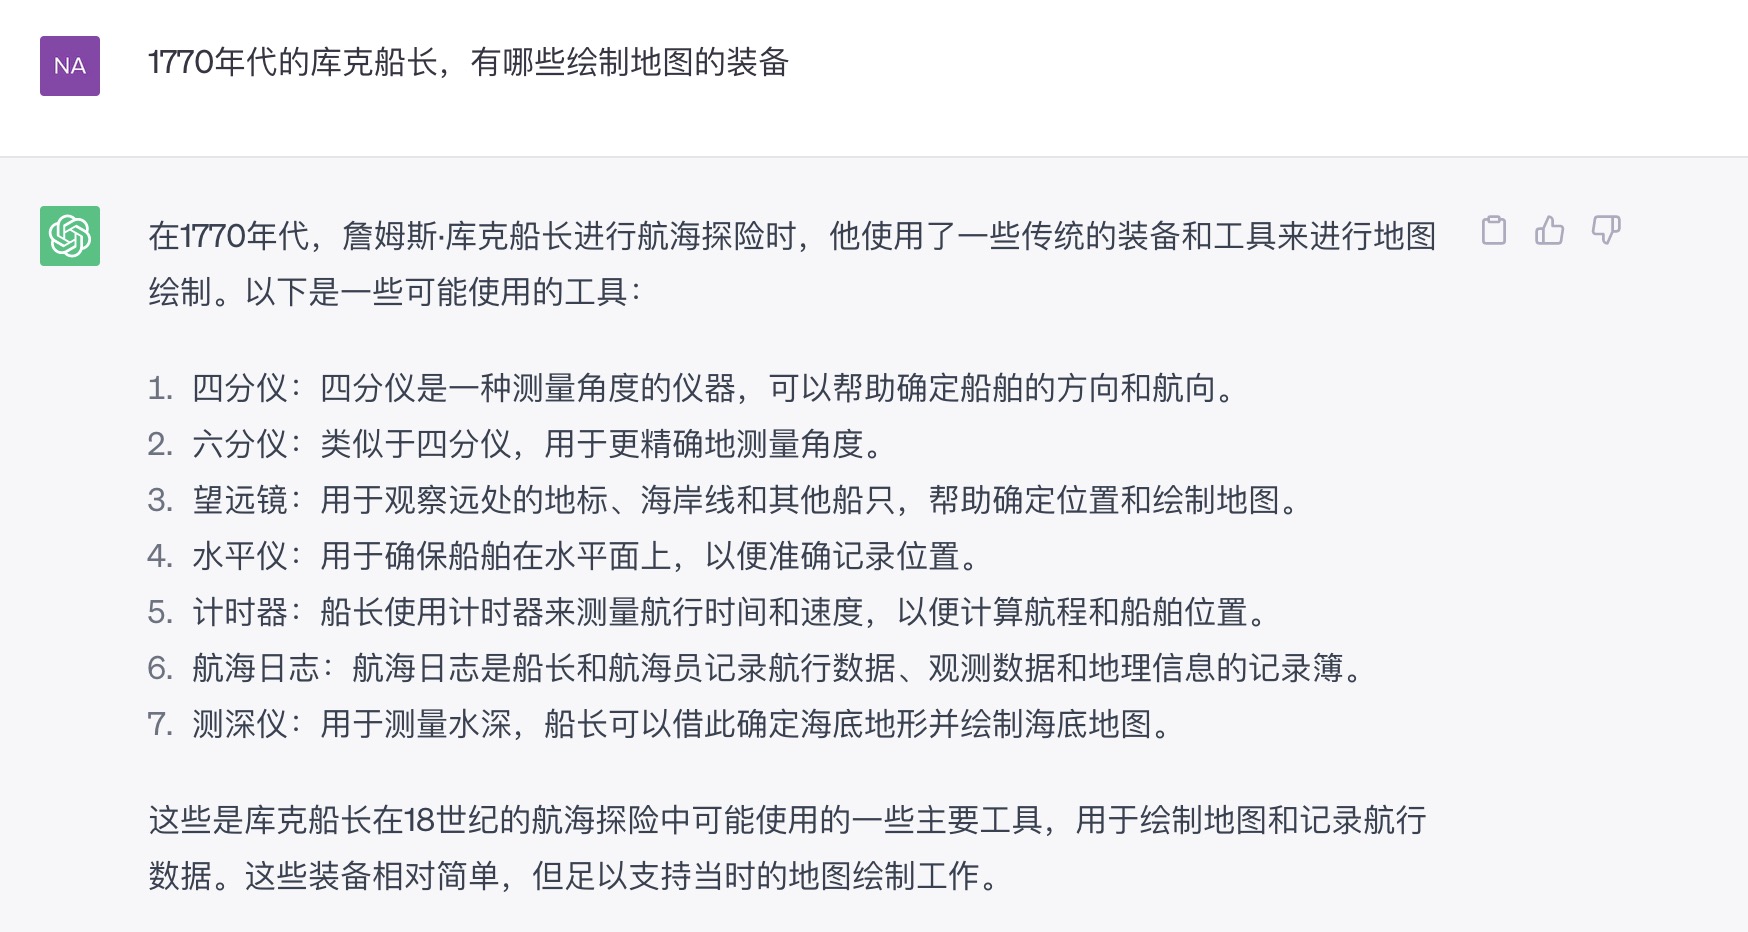 NA
1770年代的库克船长，有哪些绘制地图的装备
在1770年代，詹姆斯·库克船长进行航海探险时，他使用了一些传统的装备和工具来进行地图
绘制。以下是一些可能使用的工具：
1. 四分仪：四分仪是一种测量角度的仪器，可以帮助确定船舶的方向和航向。
2. 六分仪：类似于四分仪，用于更精确地测量角度。
3. 望远镜：用于观察远处的地标、海岸线和其他船只，帮助确定位置和绘制地图。
4. 水平仪：用于确保船舶在水平面上，以便准确记录位置。
5. 计时器：船长使用计时器来测量航行时间和速度，以便计算航程和船舶位置。
6. 航海日志：航海日志是船长和航海员记录航行数据、观测数据和地理信息的记录簿。
7. 测深仪：用于测量水深，船长可以借此确定海底地形并绘制海底地图。
这些是库克船长在18世纪的航海探险中可能使用的一些主要工具，用于绘制地图和记录航行
数据。这些装备相对简单，但足以支持当时的地图绘制工作。